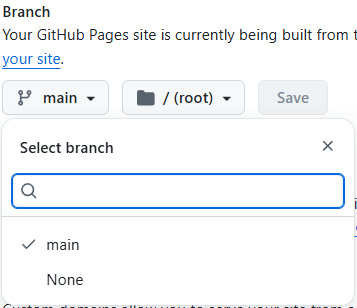 Branch
Your GitHub Pages site is currently being built from
your site.
main
/ (root)
Save
Select branch
main
None